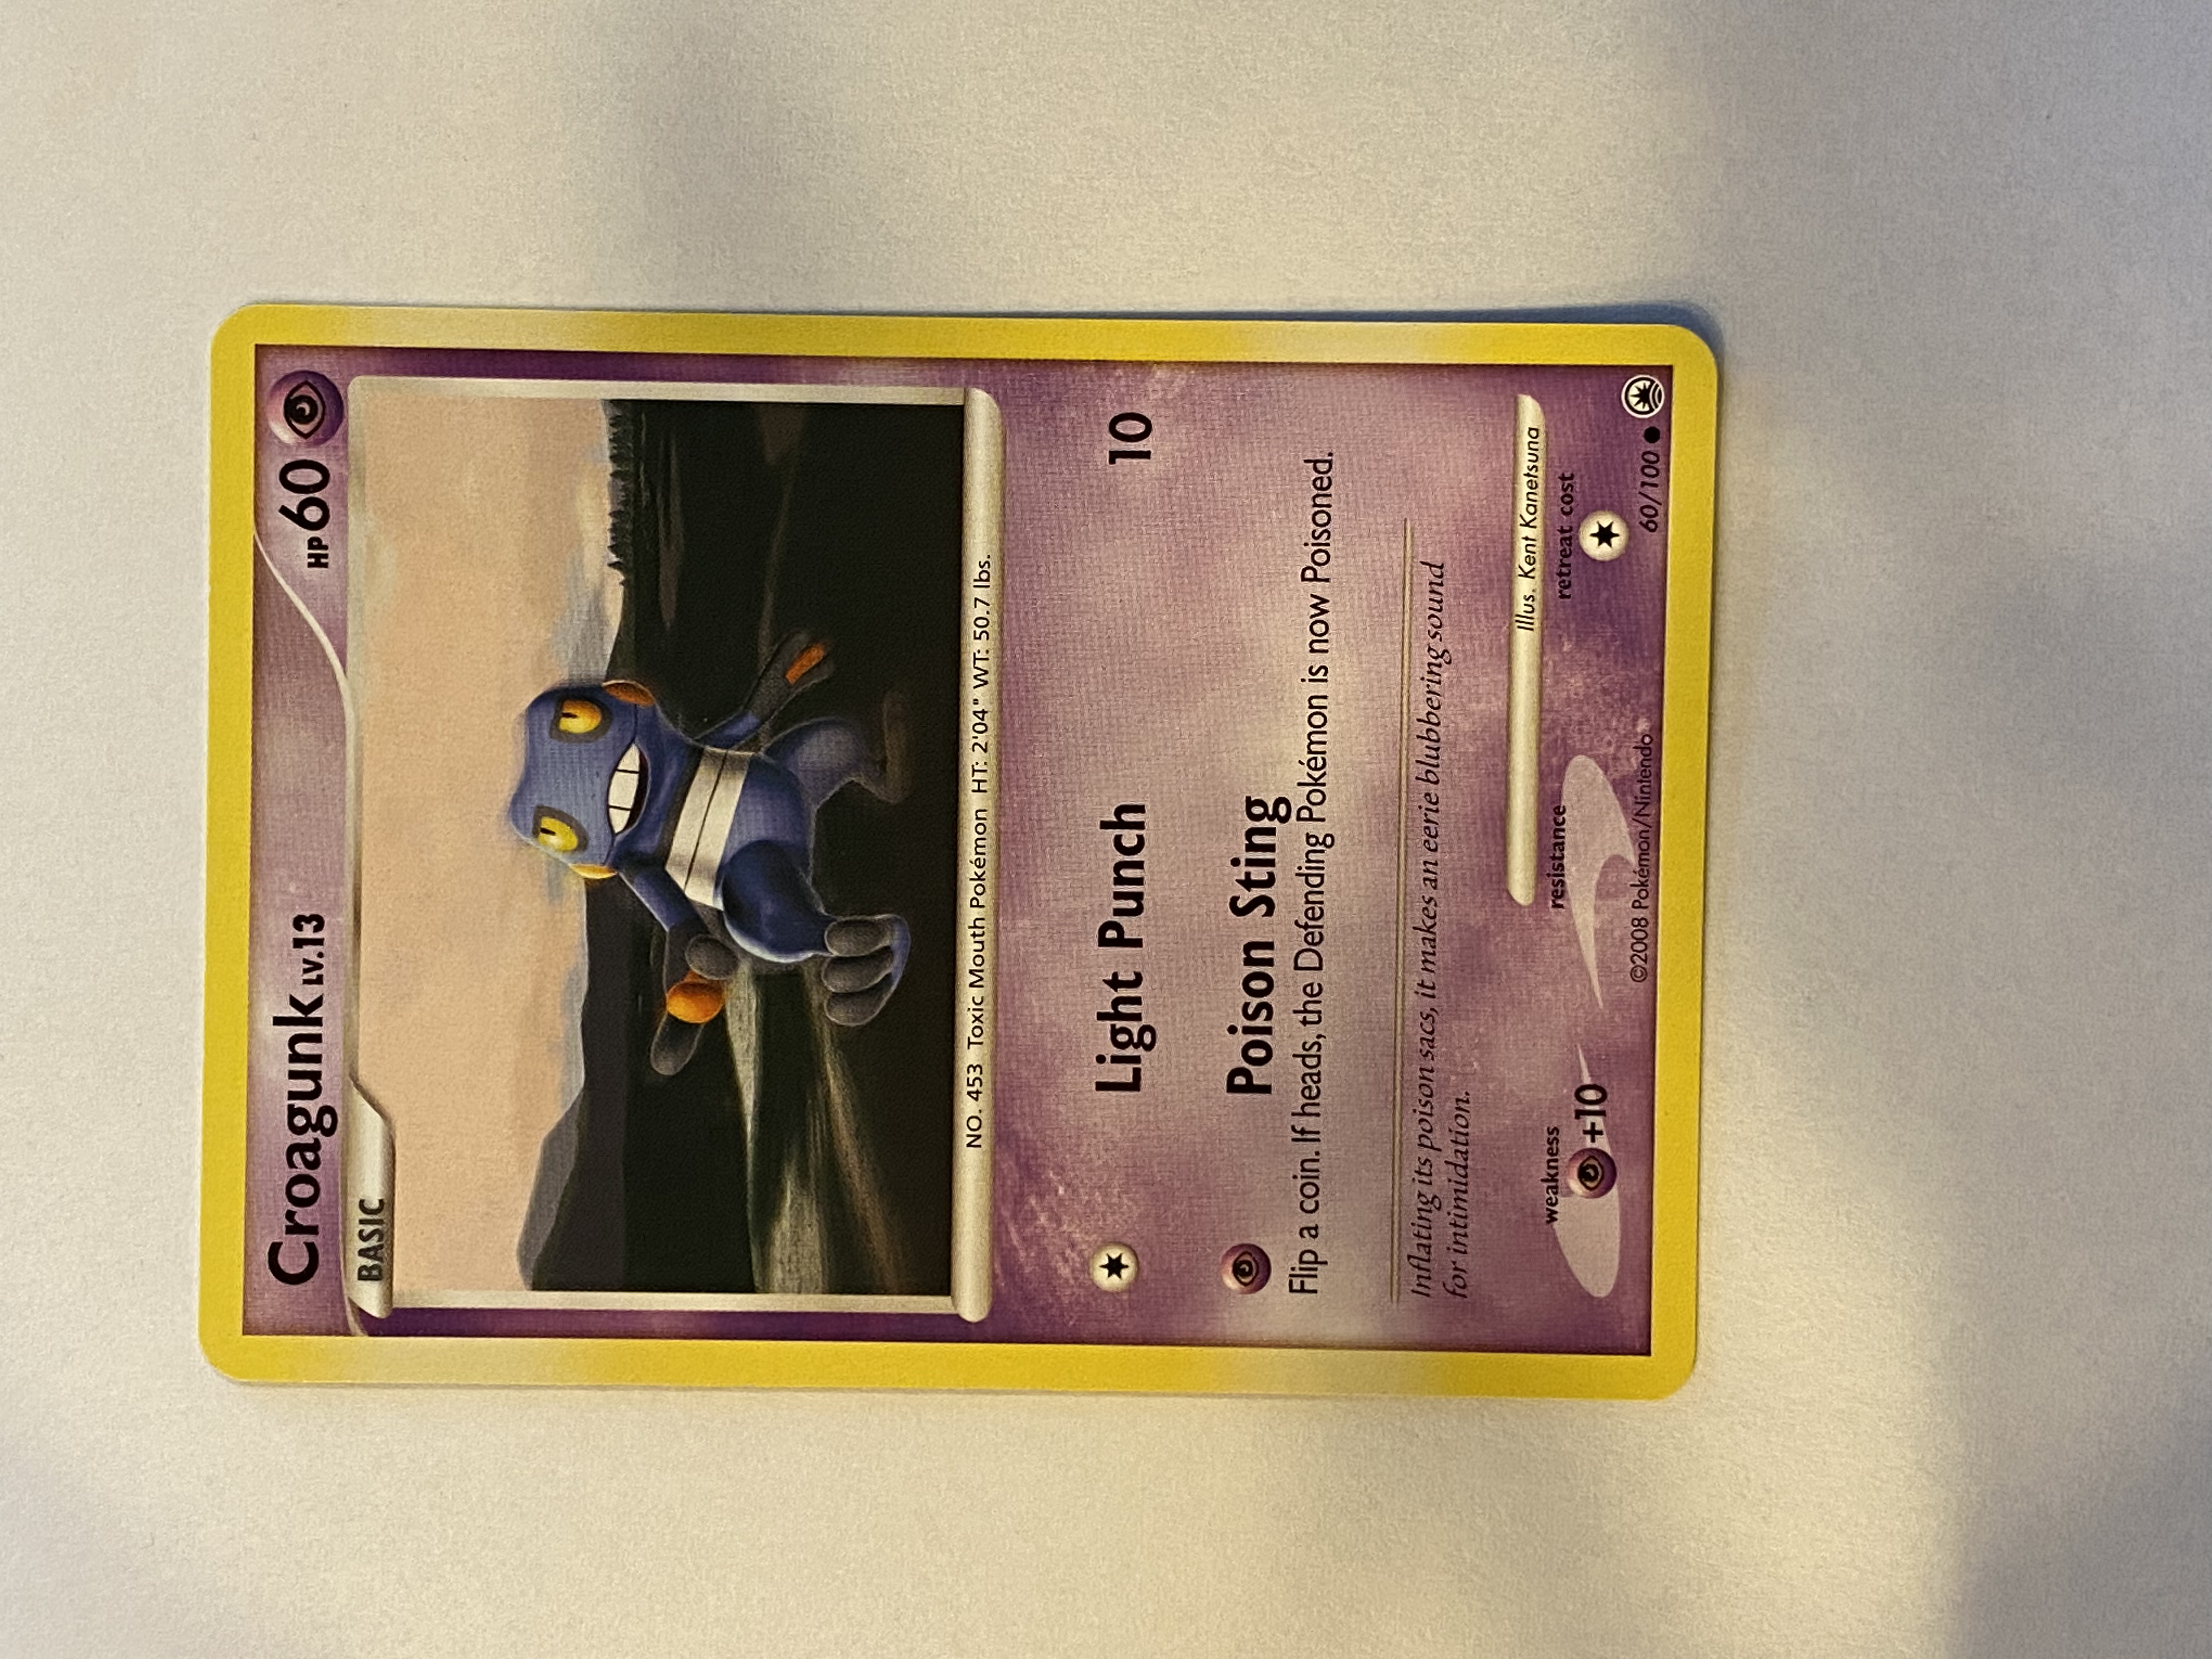 Croagunk LV.13 HP 60
BASIC
NO. 453 Toxic Mouth Pokémon HT: 2'04" WT: 50.7 lbs.
Light Punch 10
Poison Sting
Flip a coin. If heads, the Defending Pokémon is now Poisoned.
Inflating its poison sacs, it makes an eerie blubbering sound
for intimidation.
Illus. Kent Kanetsuna
weakness resistance retreat cost
+10
©2008 Pokémon/Nintendo 60/100